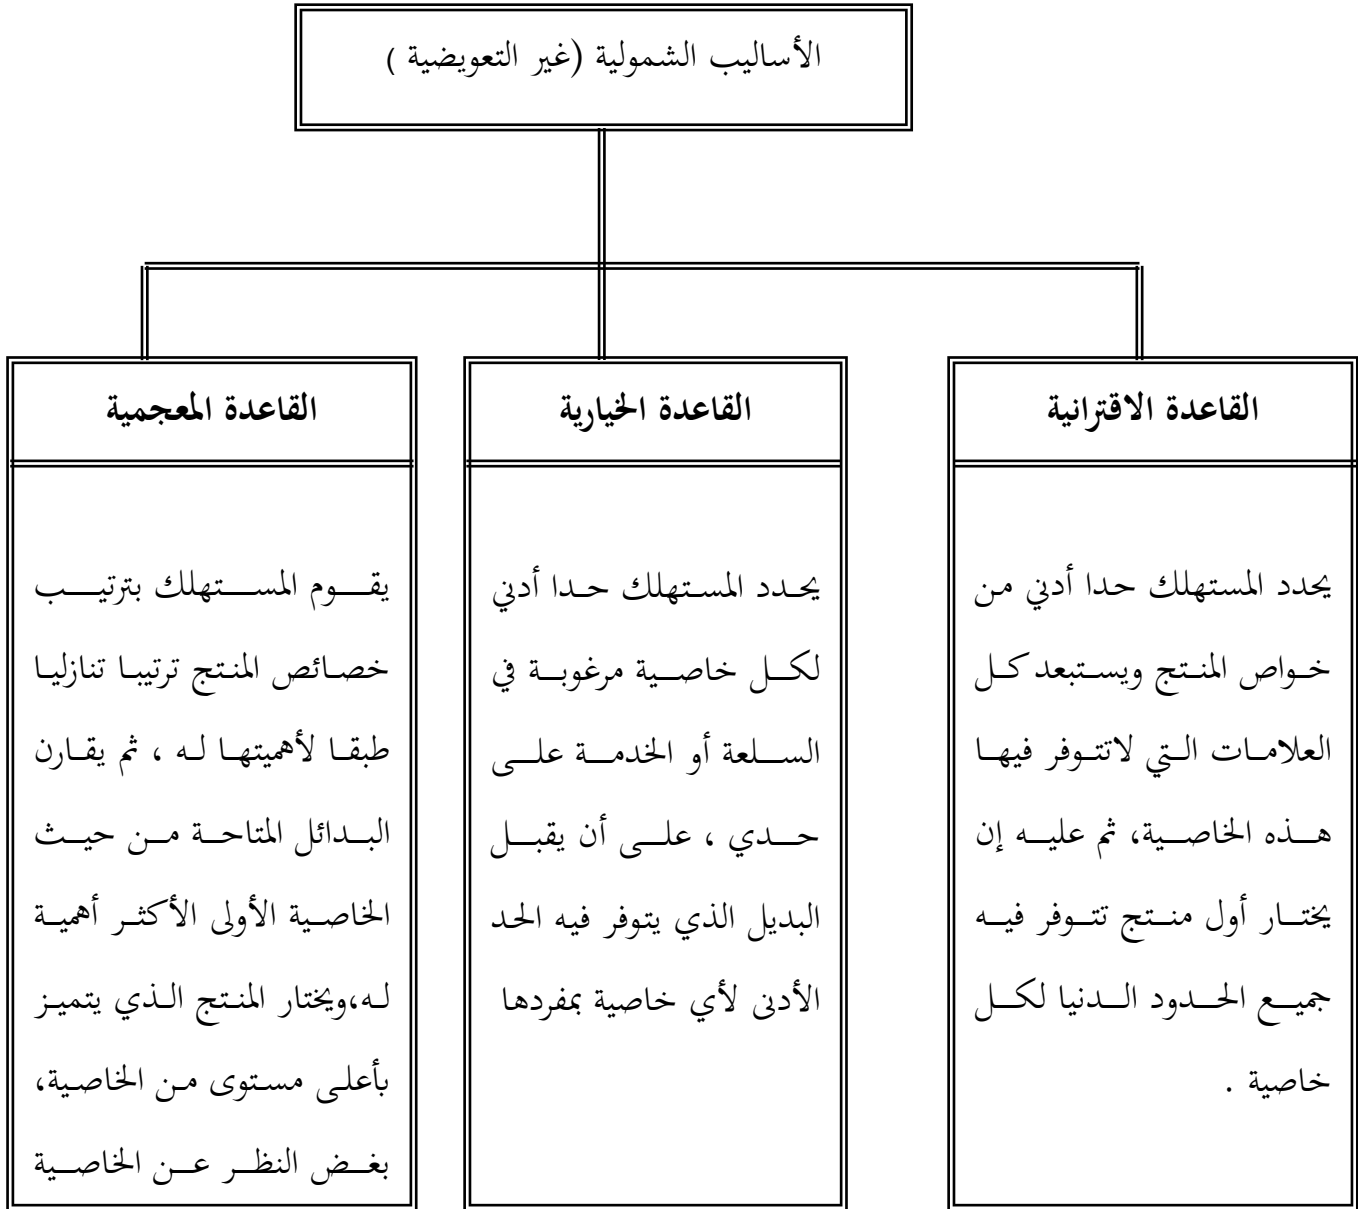 الأساليب الشمولية (غير التعويضية )
القاعدة الاقترانية
يحدد المستهلك حدا أدني من
خواص المنتج ويستبعد كل
العلامات التي لاتتوفر فيها
هذه الخاصية، ثم عليه إن
يختار أول منتج تتوفر فيه
جميع الحدود الدنيا لكل
خاصية .
القاعدة الخيارية
يحدد المستهلك حدا أدني
لكل خاصية مرغوبة في
السلعة أو الخدمة على
حدي ، على أن يقبل
البديل الذي يتوفر فيه الحد
الأدنى لأي خاصية بمفردها
القاعدة المعجمية
يقوم المستهلك بترتيب
خصائص المنتج ترتيبا تنازليا
طبقا لأهميتها له ، ثم يقارن
البدائل المتاحة من حيث
الخاصية الأولى الأكثر أهمية
له،ويختار المنتج الذي يتميز
بأعلى مستوى من الخاصية،
بغض النظر عن الخاصية